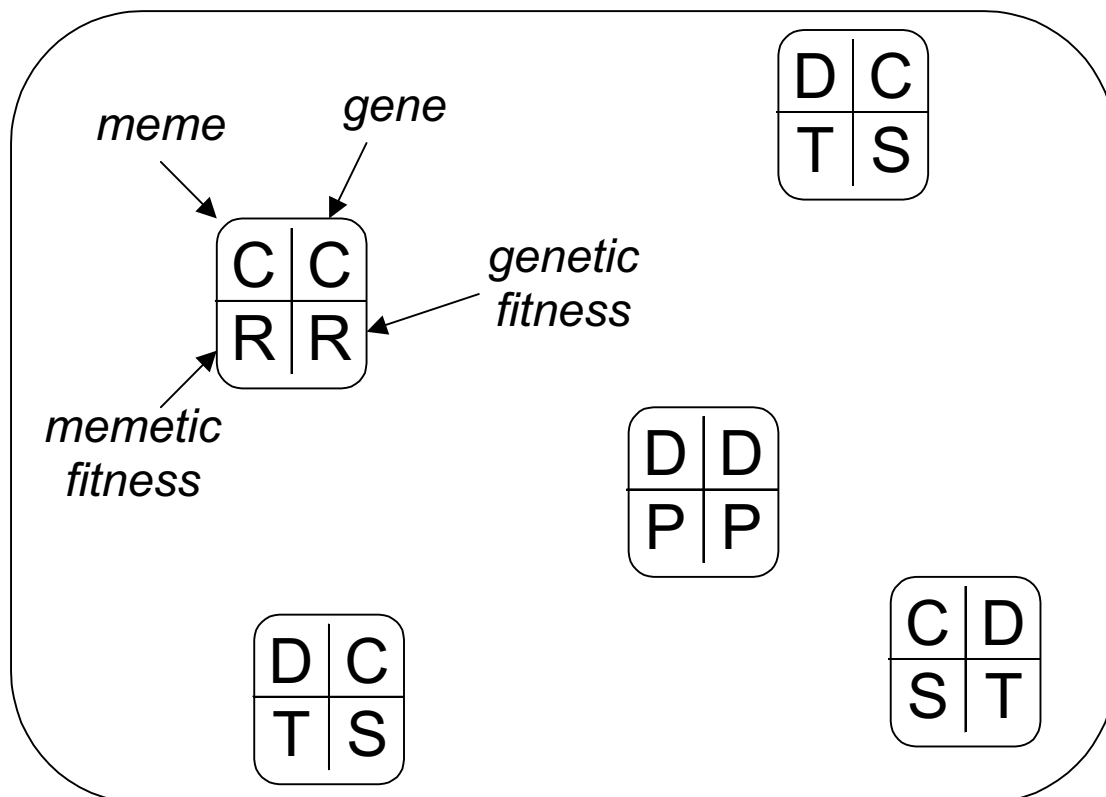 D C
T S
meme
gene
C C
R R
genetic
fitness
memetic
fitness
D D
P P
C D
S T
D C
T S